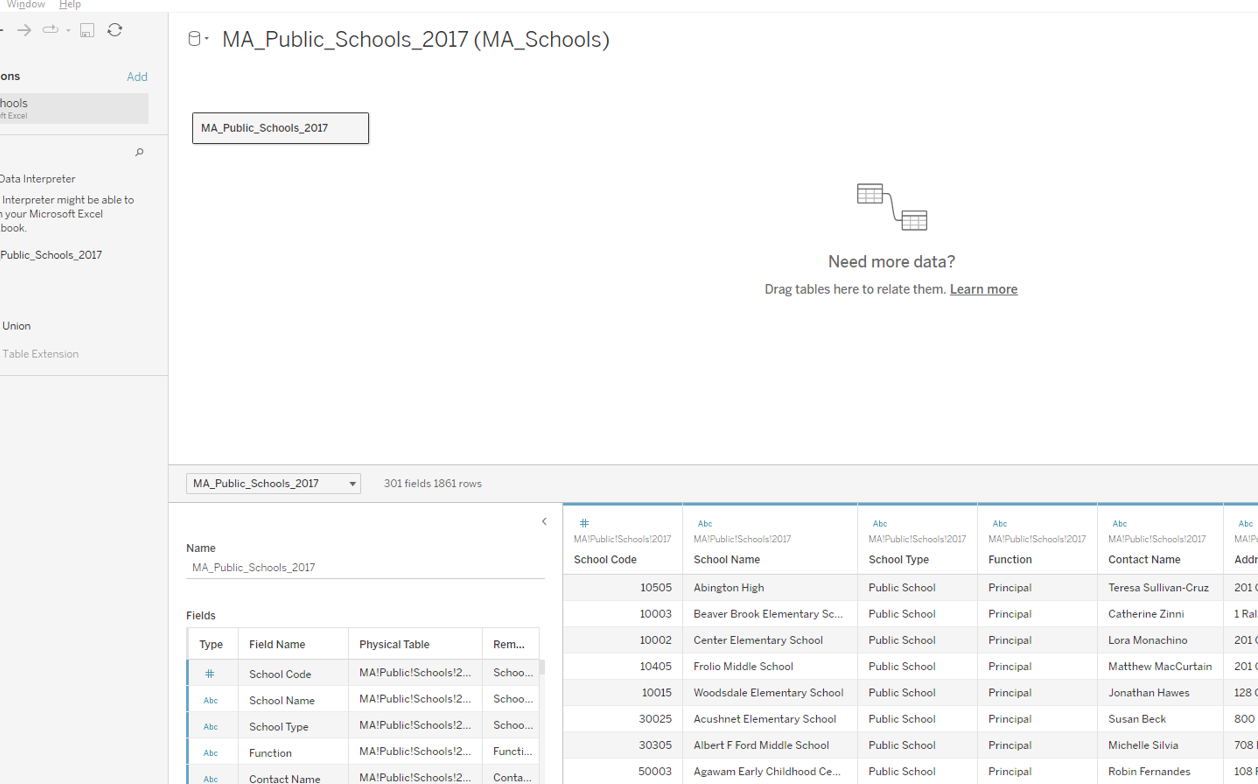 Window Help
MA_Public_Schools_2017 (MA_Schools)
ons Add
hools
ft Excel
MA_Public_Schools_2017
Data Interpreter
Interpreter might be able to
n your Microsoft Excel
book.
Public_Schools_2017
Need more data?
Drag tables here to relate them. Learn more
Union
Table Extension
MA_Public_Schools_2017 301 fields 1861 rows
Name
MA_Public_Schools_2017
Fields
Type Field Name Physical Table Rem...
# School Code MA!Public!Schools!2... Schoo...
Abc School Name MA!Public!Schools!2... Schoo...
Abc School Type MA!Public!Schools!2... Schoo...
Abc Function MA!Public!Schools!2... Functi...
Abc Contact Name MA!Public!Schools!2... Conta...
# Abc Abc Abc Abc Abc
MA!Public!Schools!2017 MA!Public!Schools!2017 MA!Public!Schools!2017 MA!Public!Schools!2017 MA!Public!Schools!2017 MA!P
School Code School Name School Type Function Contact Name Addr
10505 Abington High Public School Principal Teresa Sullivan-Cruz 201
10003 Beaver Brook Elementary Sc... Public School Principal Catherine Zinni 1 Ral
10002 Center Elementary School Public School Principal Lora Monachino 201
10405 Frolio Middle School Public School Principal Matthew MacCurtain 201
10015 Woodsdale Elementary School Public School Principal Jonathan Hawes 128
30025 Acushnet Elementary School Public School Principal Susan Beck 800
30305 Albert F Ford Middle School Public School Principal Michelle Silvia 708
50003 Agawam Early Childhood Ce... Public School Principal Robin Fernandes 108